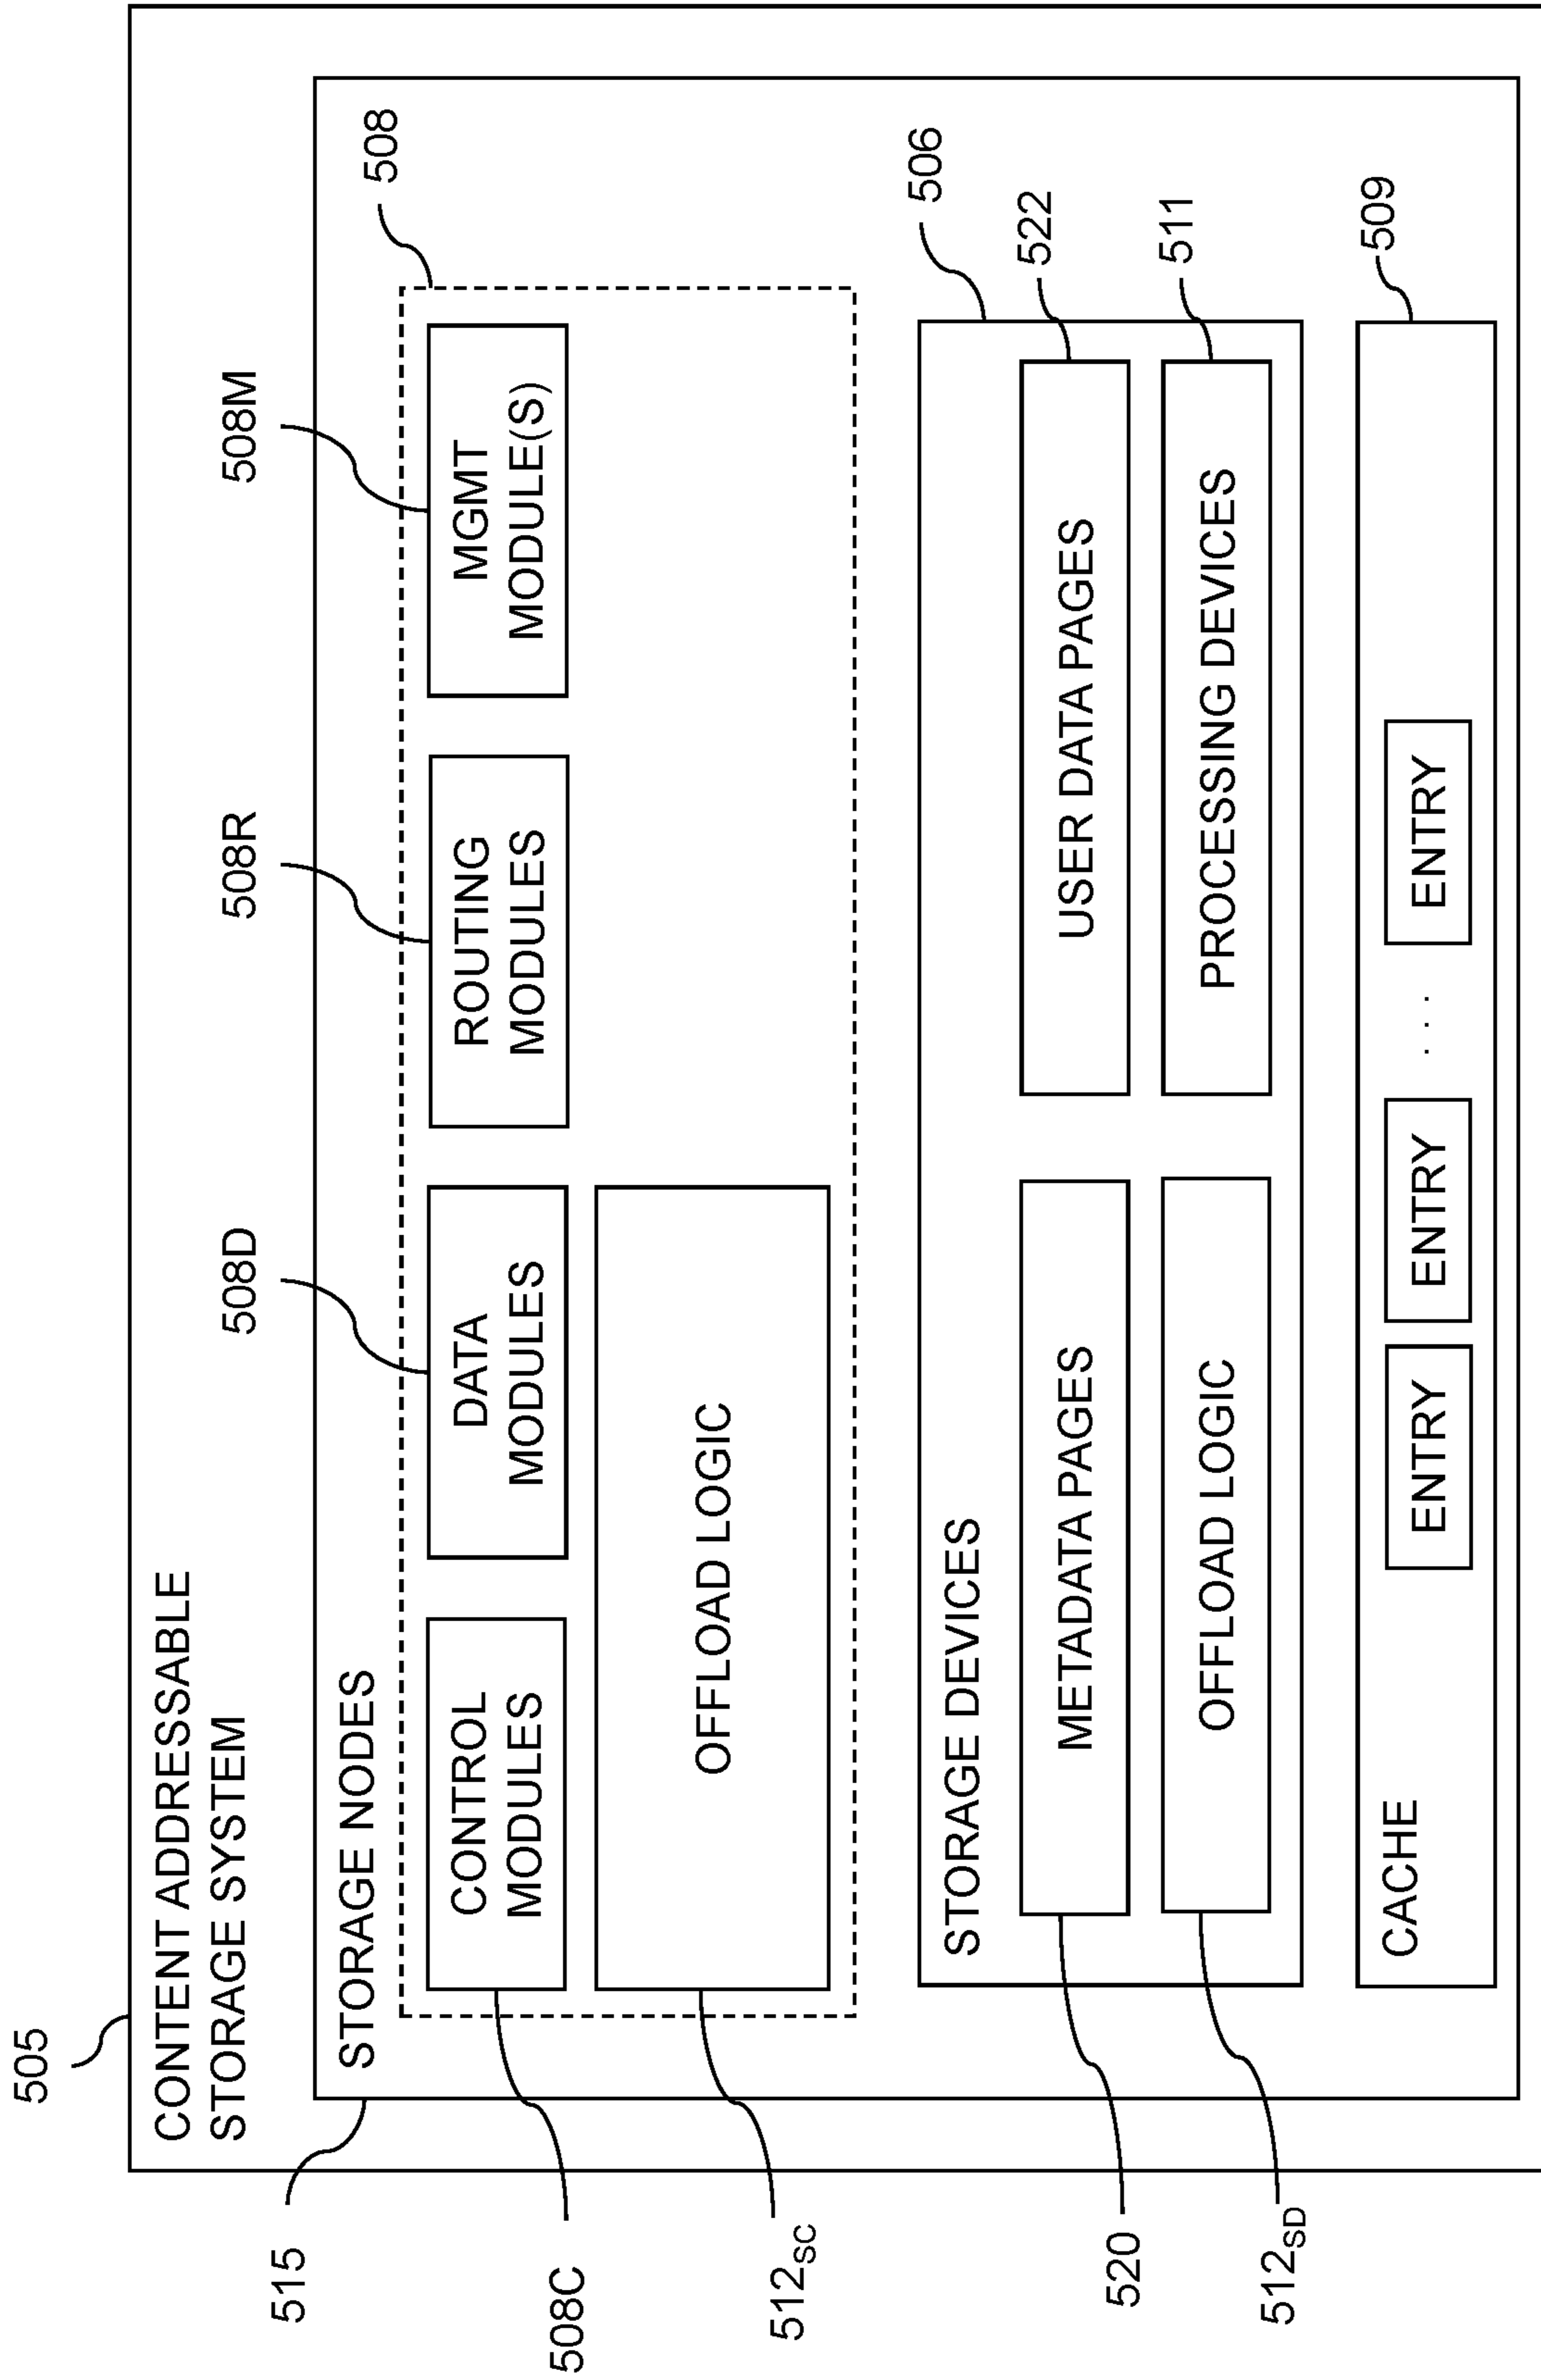 505
CONTENT ADDRESSABLE
STORAGE SYSTEM
508D
508R
508M
515
STORAGE NODES
508
508C
CONTROL
MODULES
DATA
MODULES
ROUTING
MODULES
MGMT
MODULE(S)
512SC
OFFLOAD LOGIC
STORAGE DEVICES
506
520
METADATA PAGES
USER DATA PAGES
522
512SD
OFFLOAD LOGIC
PROCESSING DEVICES
511
CACHE
509
ENTRY
ENTRY
. . .
ENTRY